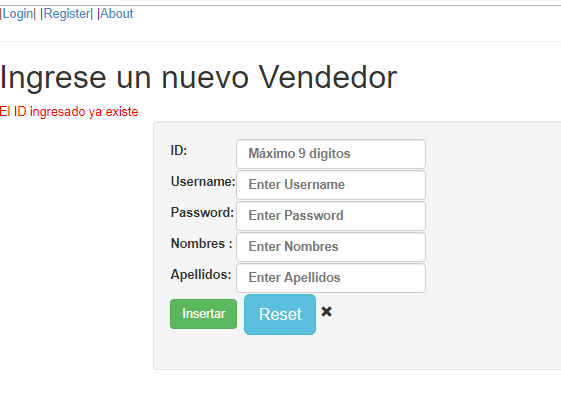 |Login| |Register| |About
Ingrese un nuevo Vendedor
El ID ingresado ya existe
ID: Máximo 9 digitos
Username: Enter Username
Password: Enter Password
Nombres : Enter Nombres
Apellidos: Enter Apellidos
Insertar Reset ✖